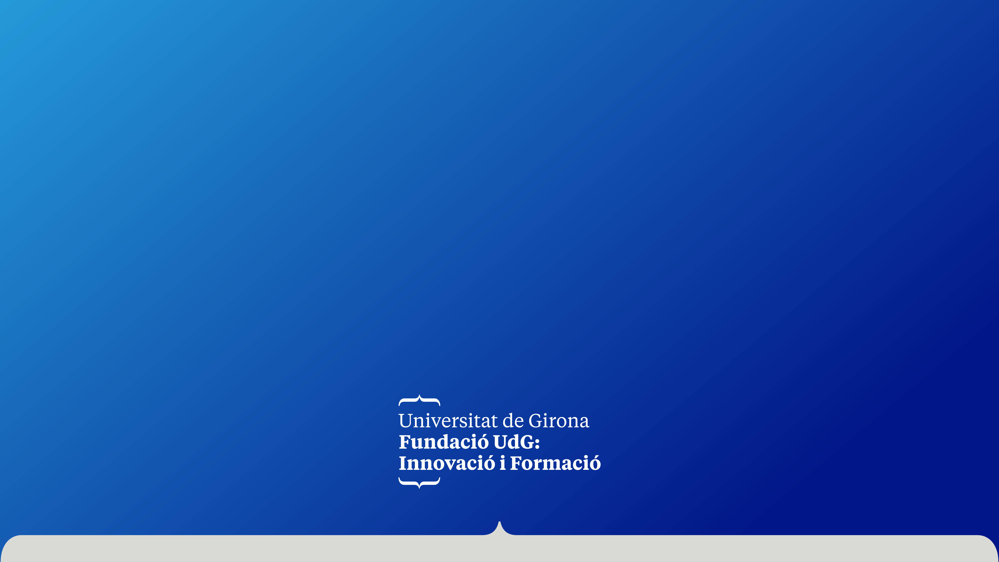 Universitat de Girona
Fundació UdG:
Innovació i Formació